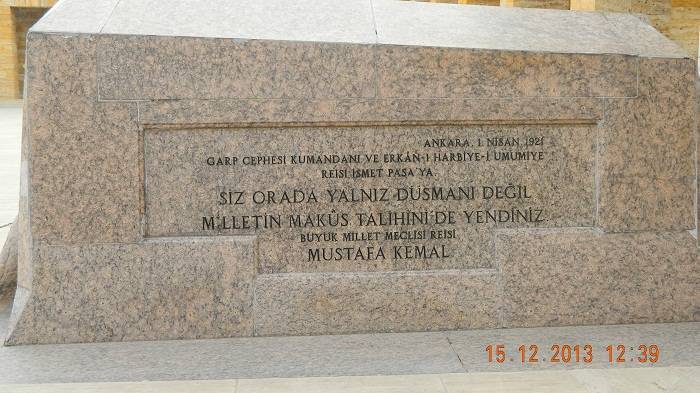 ANKARA, 1 NİSAN, 1921
GARP CEPHESİ KUMANDANI VE ERKÂN-I HARBİYE-İ UMUMİYE
REİSİ İSMET PAŞA'YA.
SİZ ORADA YALNIZ DÜŞMANI DEĞİL
MİLLETİN MAKÛS TALİHİNİ DE YENDİNİZ
BÜYÜK MİLLET MECLİSİ REİSİ
MUSTAFA KEMAL
15.12.2013 12:39